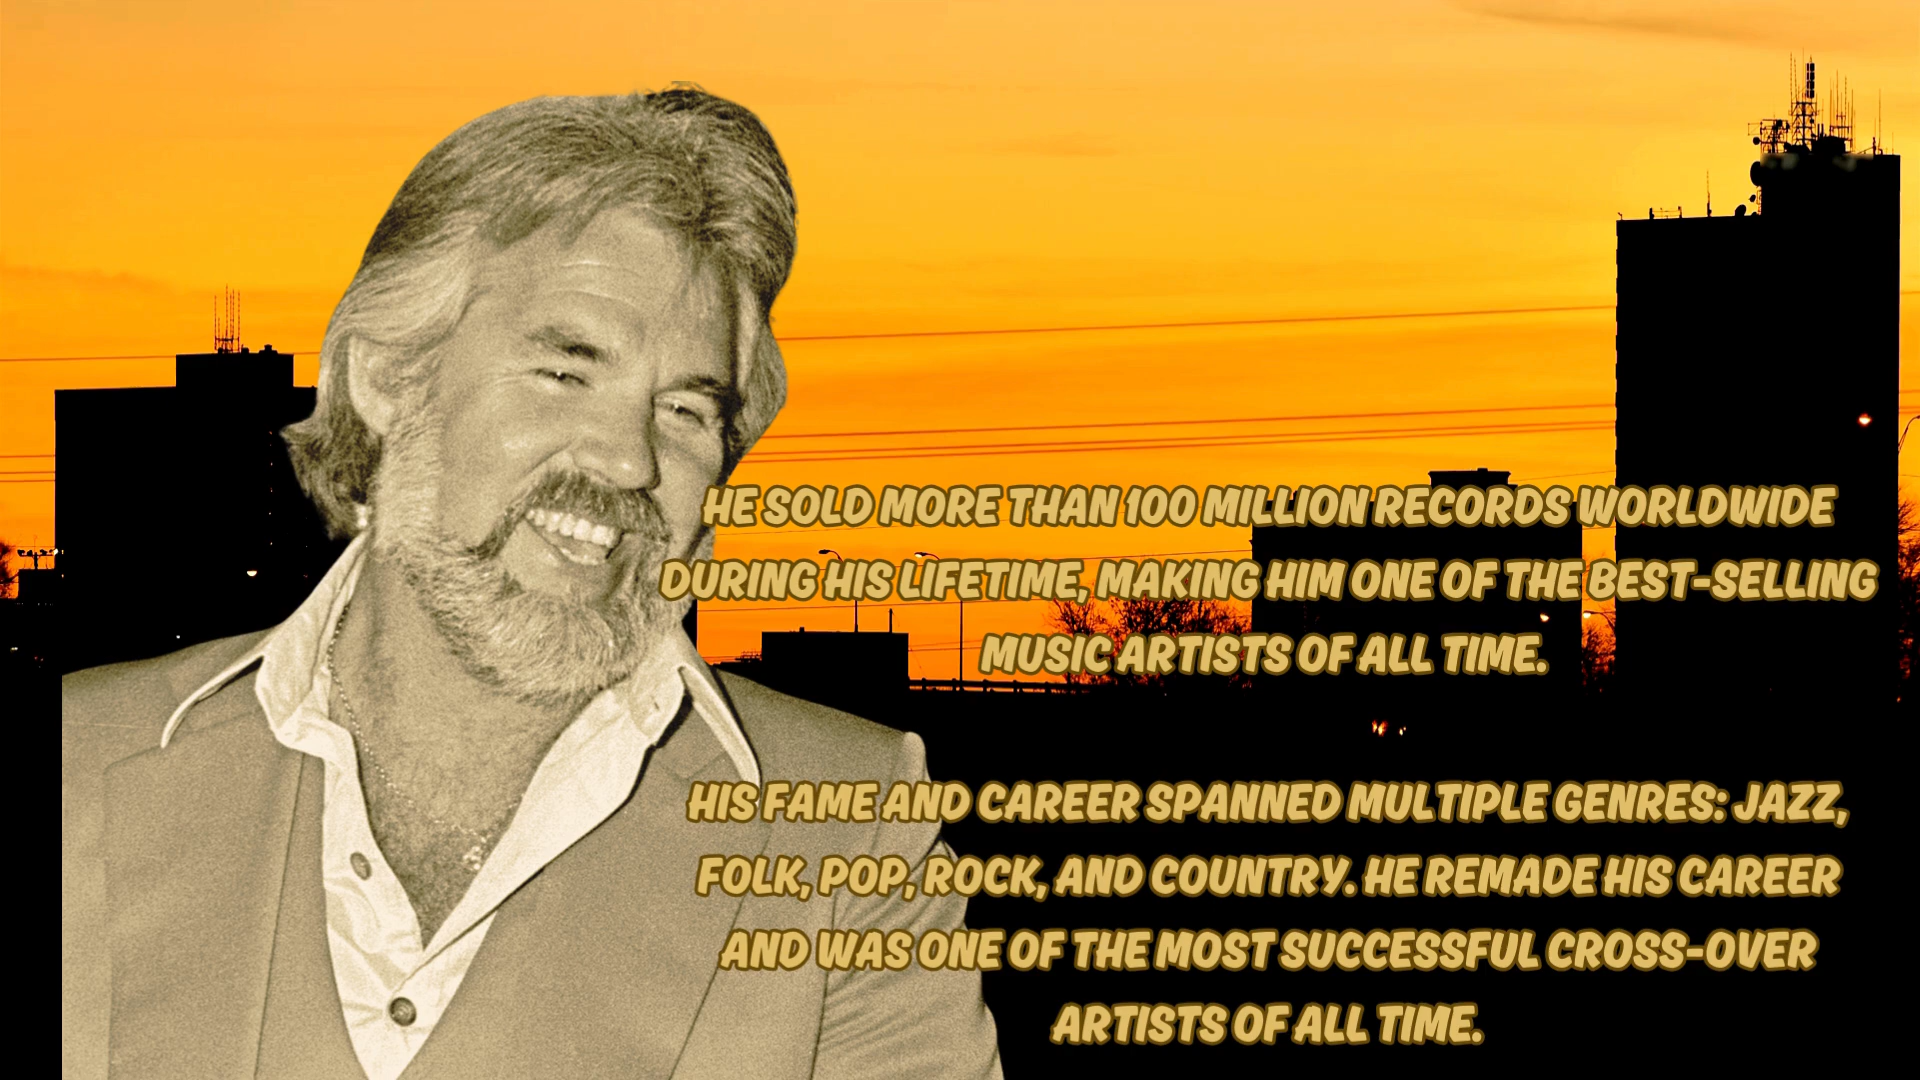 HE SOLD MORE THAN 100 MILLION RECORDS WORLDWIDE
DURING HIS LIFETIME, MAKING HIM ONE OF THE BEST-SELLING
MUSIC ARTISTS OF ALL TIME.
HIS FAME AND CAREER SPANNED MULTIPLE GENRES: JAZZ,
FOLK, POP, ROCK, AND COUNTRY. HE REMADE HIS CAREER
AND WAS ONE OF THE MOST SUCCESSFUL CROSS-OVER
ARTISTS OF ALL TIME.